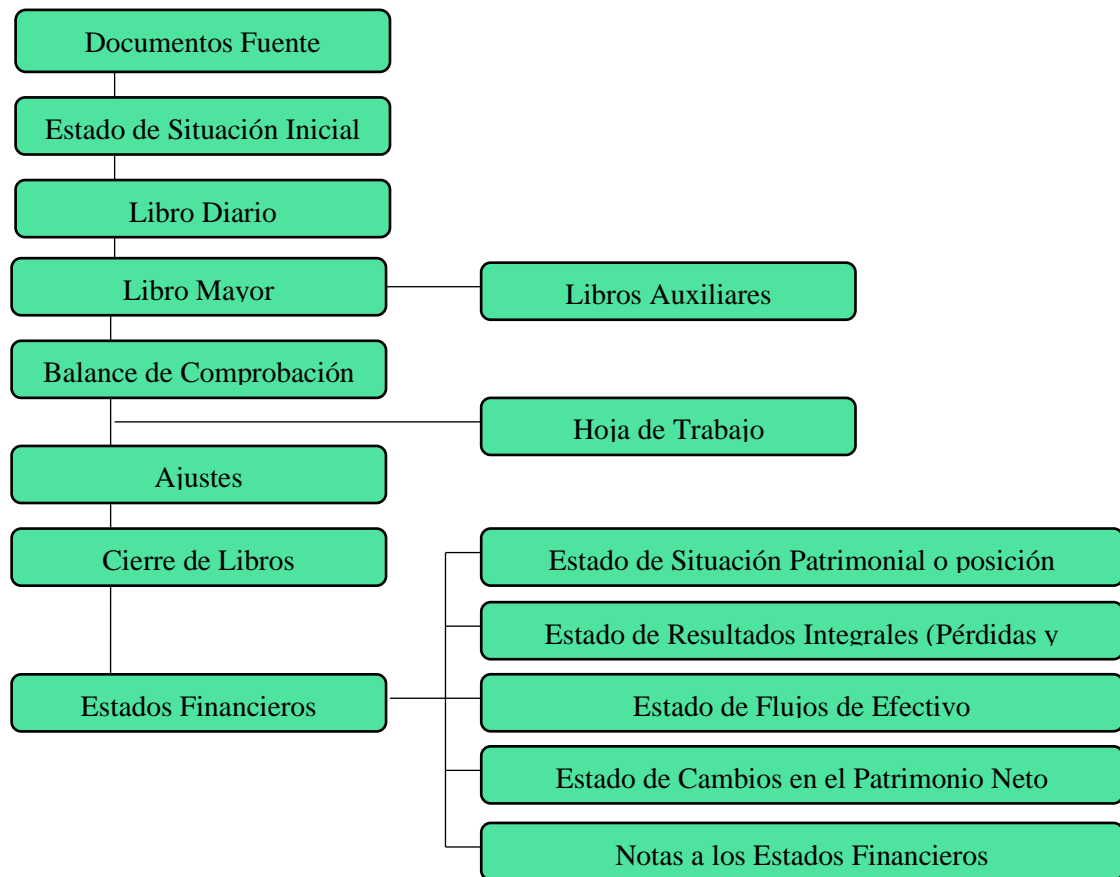 Documentos Fuente
Estado de Situación Inicial
Libro Diario
Libro Mayor
Libros Auxiliares
Balance de Comprobación
Hoja de Trabajo
Ajustes
Cierre de Libros
Estado de Situación Patrimonial o posición
Estado de Resultados Integrales (Pérdidas y
Estados Financieros
Estado de Flujos de Efectivo
Estado de Cambios en el Patrimonio Neto
Notas a los Estados Financieros